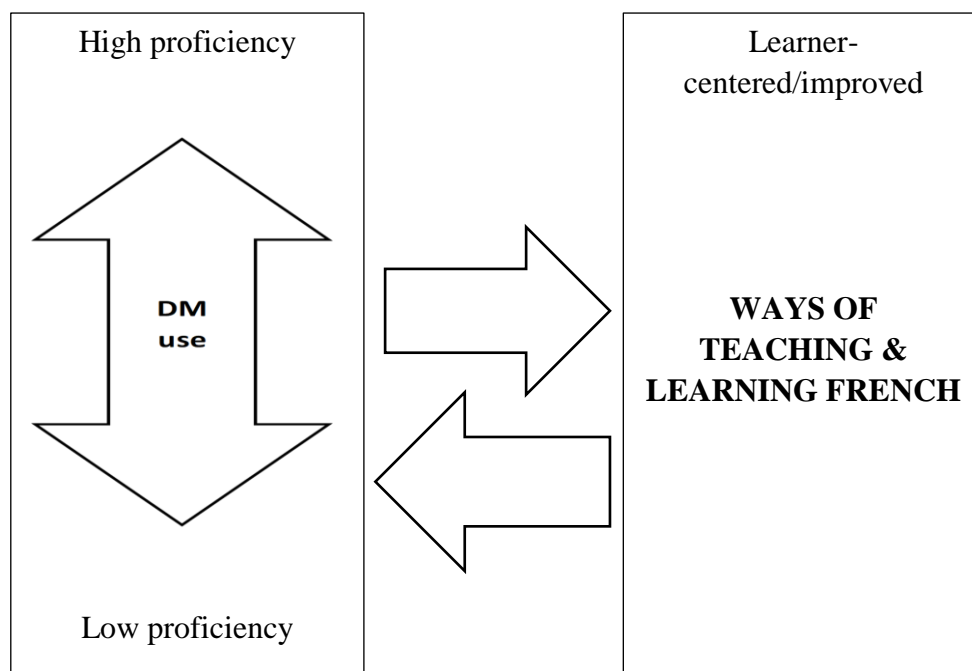 High proficiency
DM
use
Low proficiency
Learner-
centered/improved
WAYS OF
TEACHING &
LEARNING FRENCH